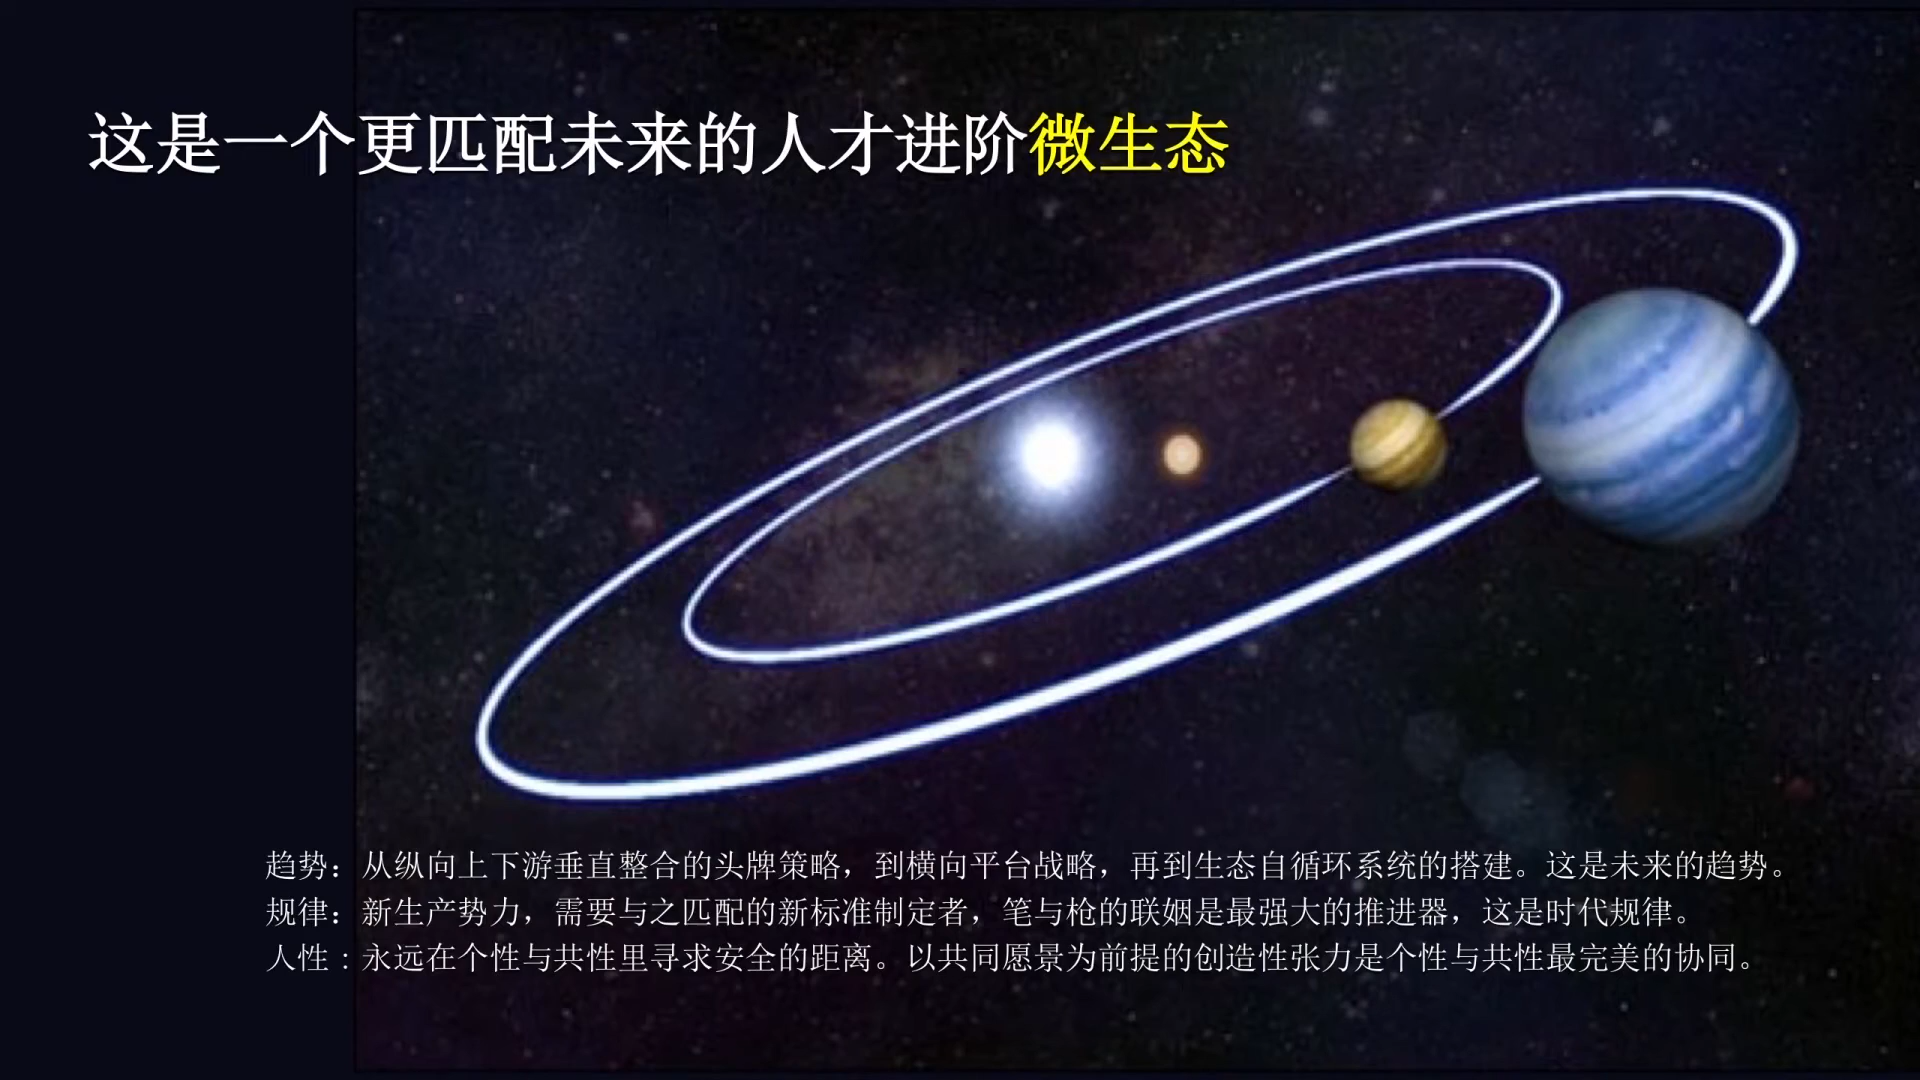 这是一个更匹配未来的人才进阶微生态
趋势：从纵向上下游垂直整合的头牌策略，到横向平台战略，再到生态自循环系统的搭建。这是未来的趋势。
规律：新生产势力，需要与之匹配的新标准制定者，笔与枪的联姻是最强大的推进器，这是时代规律。
人性：永远在个性与共性里寻求安全的距离。以共同愿景为前提的创造性张力是个性与共性最完美的协同。